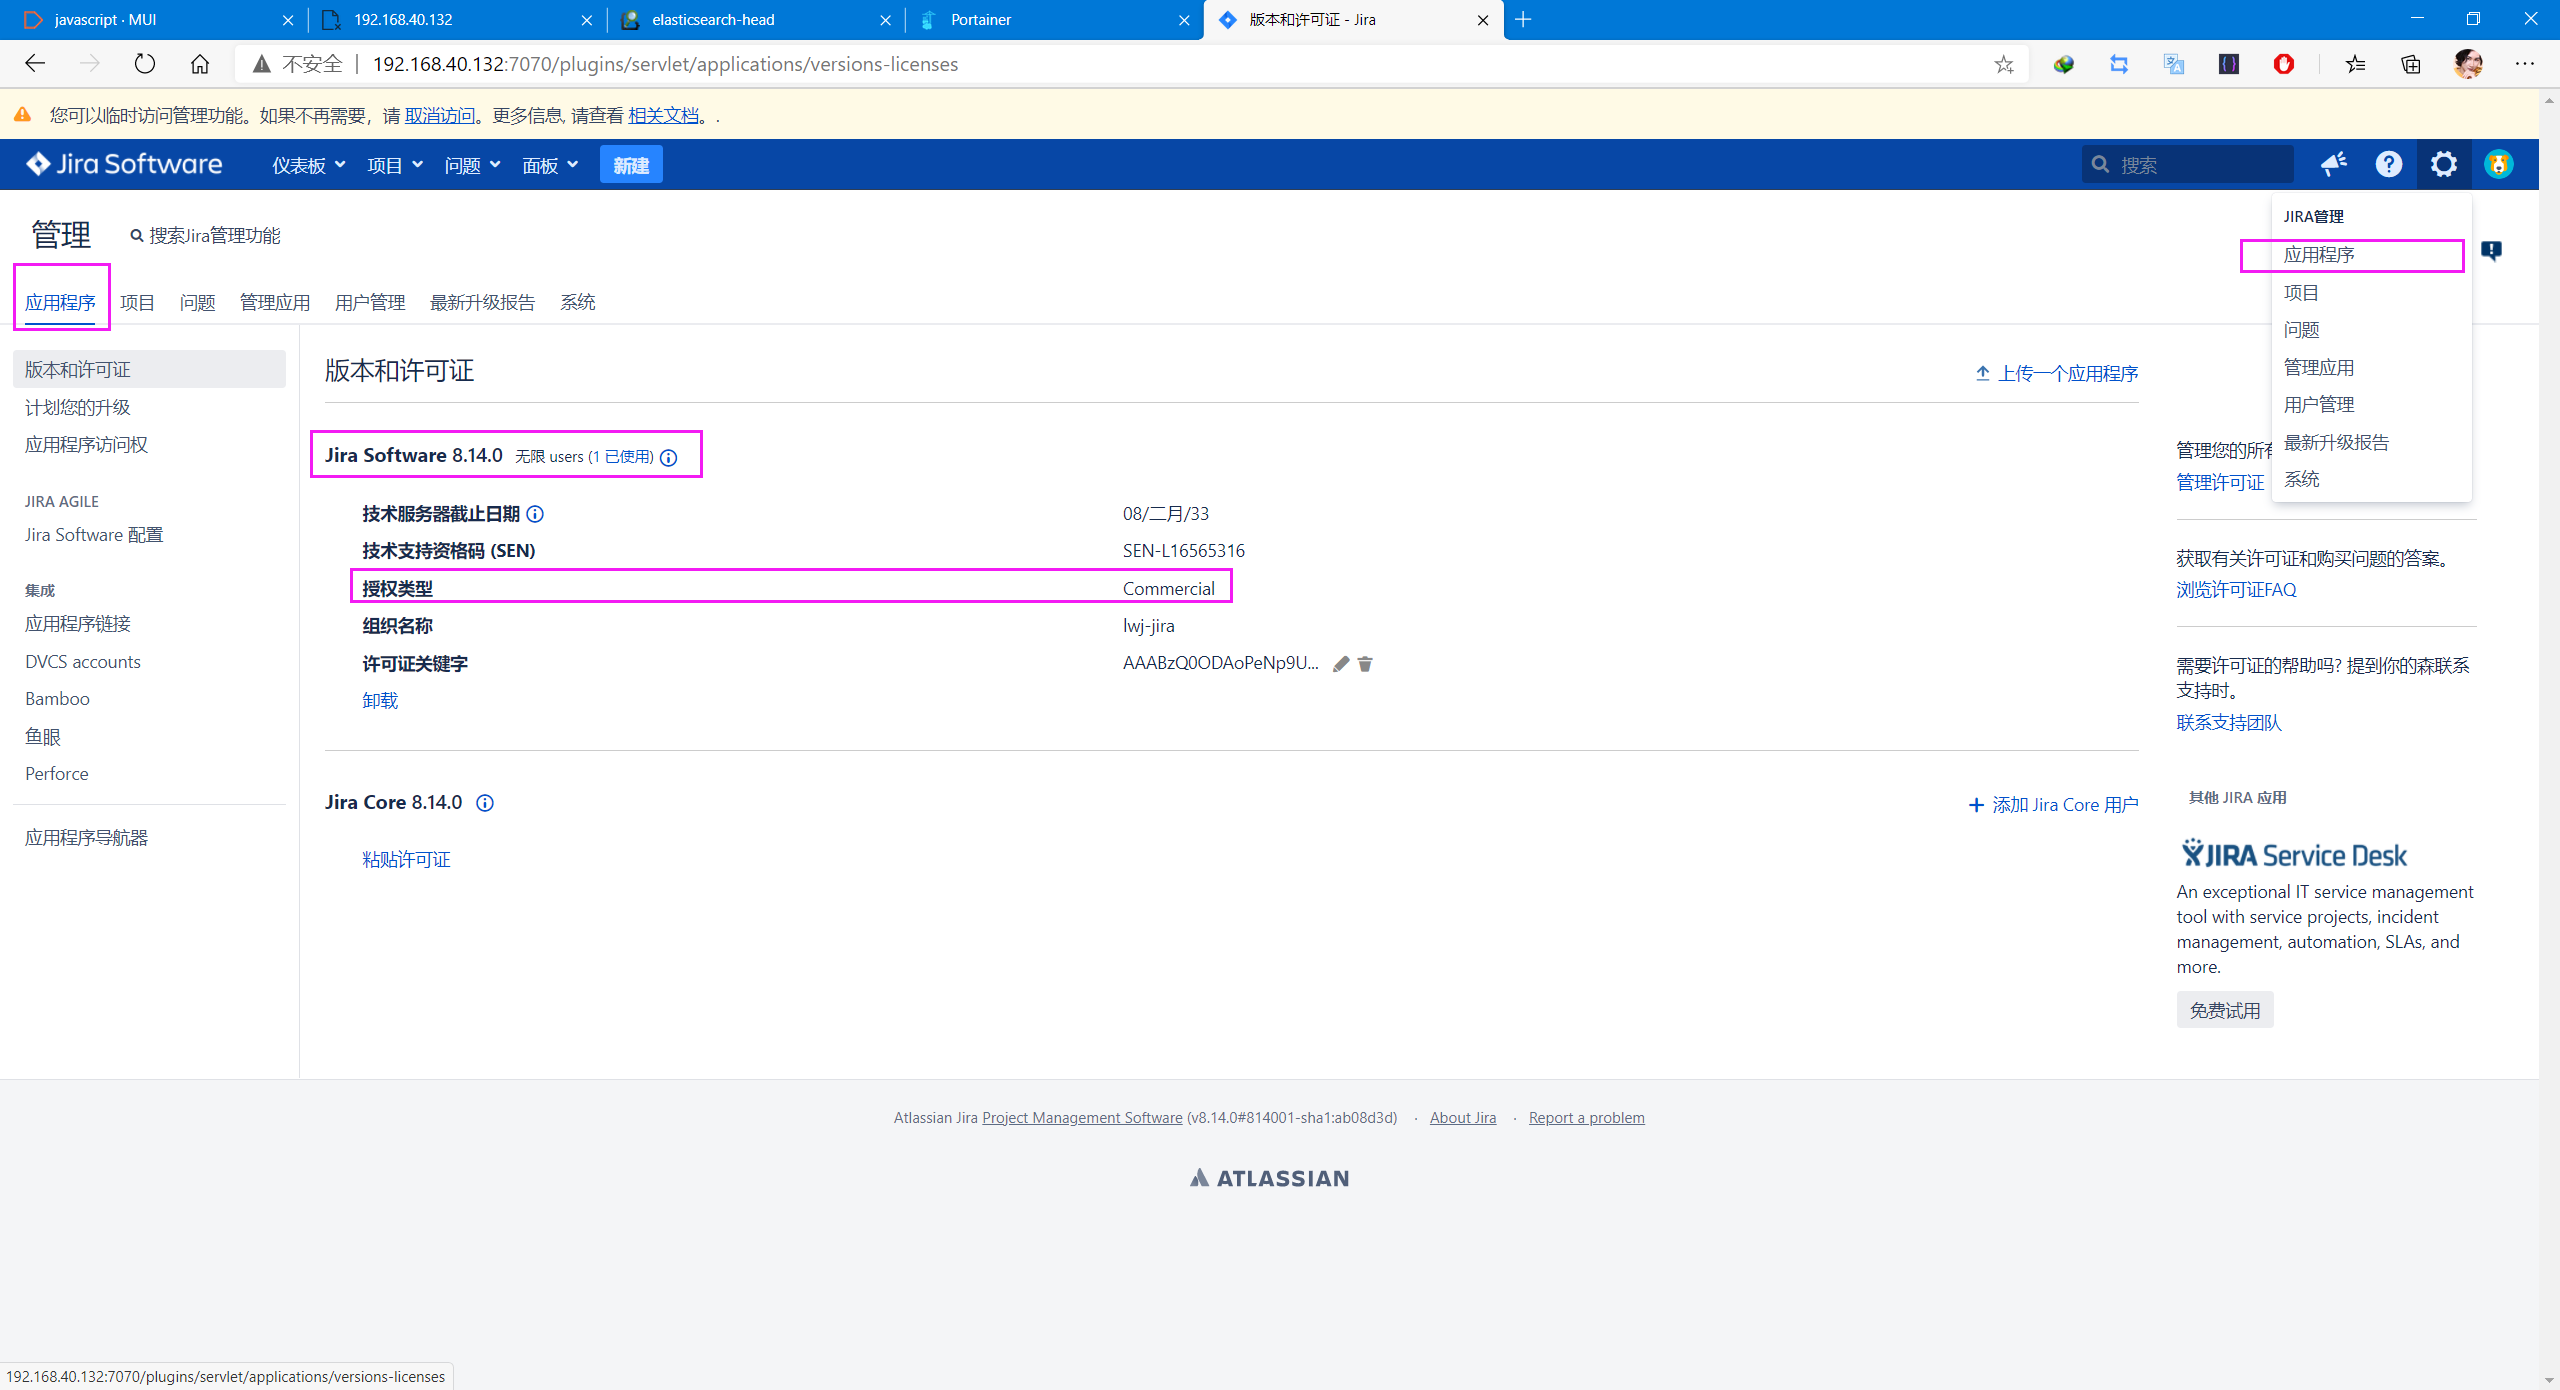 javascript · MUI
192.168.40.132
elasticsearch-head
Portainer
版本和许可证 - Jira
不安全
192.168.40.132:7070/plugins/servlet/applications/versions-licenses
您可以临时访问管理功能。如果不再需要，请 取消访问。更多信息, 请查看 相关文档。.
Jira Software
仪表板 项目 问题 面板 新建
搜索
管理
搜索Jira管理功能
应用程序 项目 问题 管理应用 用户管理 最新升级报告 系统
JIRA管理
应用程序
项目
问题
管理应用
用户管理
最新升级报告
系统
版本和许可证
计划您的升级
应用程序访问权
JIRA AGILE
Jira Software 配置
集成
应用程序链接
DVCS accounts
Bamboo
鱼眼
Perforce
应用程序导航器
版本和许可证
上传一个应用程序
Jira Software 8.14.0 无限 users (1 已使用)
技术服务器截止日期 08/二月/33
技术支持资格码 (SEN) SEN-L16565316
授权类型 Commercial
组织名称 lwj-jira
许可证关键字 AAABzQ0ODAoPeNp9U...
卸载
Jira Core 8.14.0
添加 Jira Core 用户
粘贴许可证
管理您的所有
管理许可证
获取有关许可证和购买问题的答案。
浏览许可证FAQ
需要许可证的帮助吗? 提到你的森联系
支持时。
联系支持团队
其他 JIRA 应用
JIRA Service Desk
An exceptional IT service management
tool with service projects, incident
management, automation, SLAs, and
more.
免费试用
Atlassian Jira Project Management Software (v8.14.0#814001-sha1:ab08d3d) · About Jira · Report a problem
ATLASSIAN
192.168.40.132:7070/plugins/servlet/applications/versions-licenses